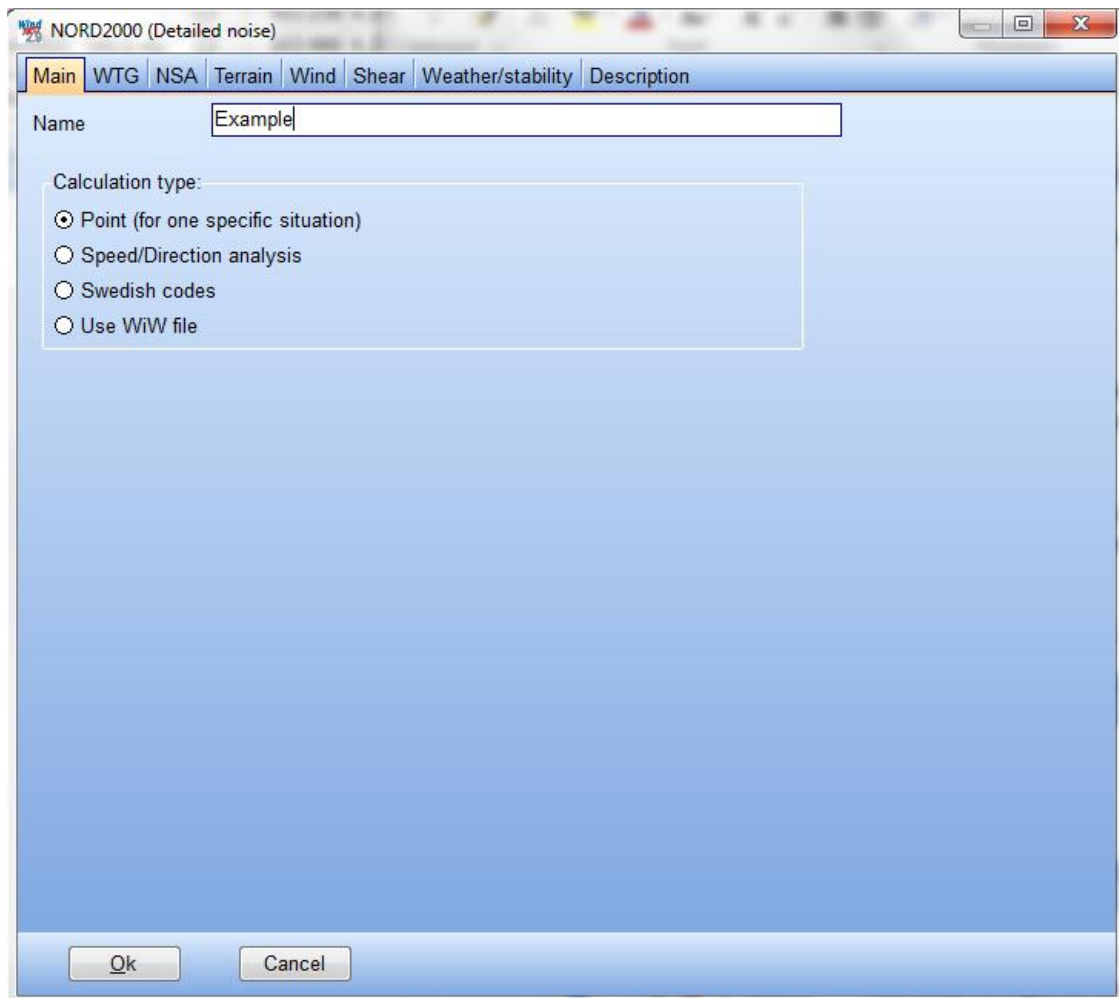 NORD2000 (Detailed noise)
Main WTG NSA Terrain Wind Shear Weather/stability Description
Name Example
Calculation type:
Point (for one specific situation)
Speed/Direction analysis
Swedish codes
Use WiW file
Ok Cancel